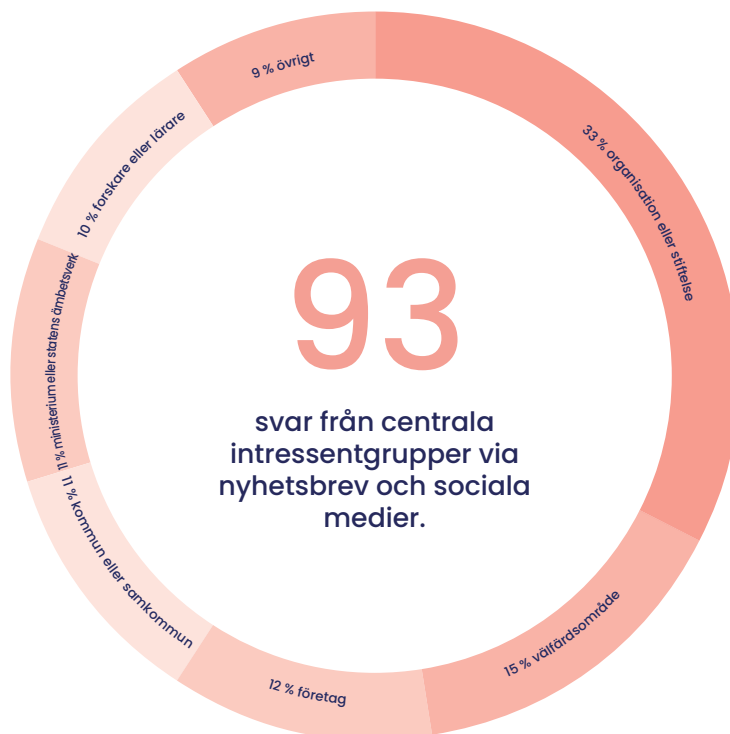 33 % organisation eller stiftelse
15 % välfärdsområde
12 % företag
11 % kommun eller samkommun
11 % ministerium eller statens ämbetsverk
10 % forskare eller lärare
9 % övrigt
93
svar från centrala
intressentgrupper via
nyhetsbrev och sociala
medier.